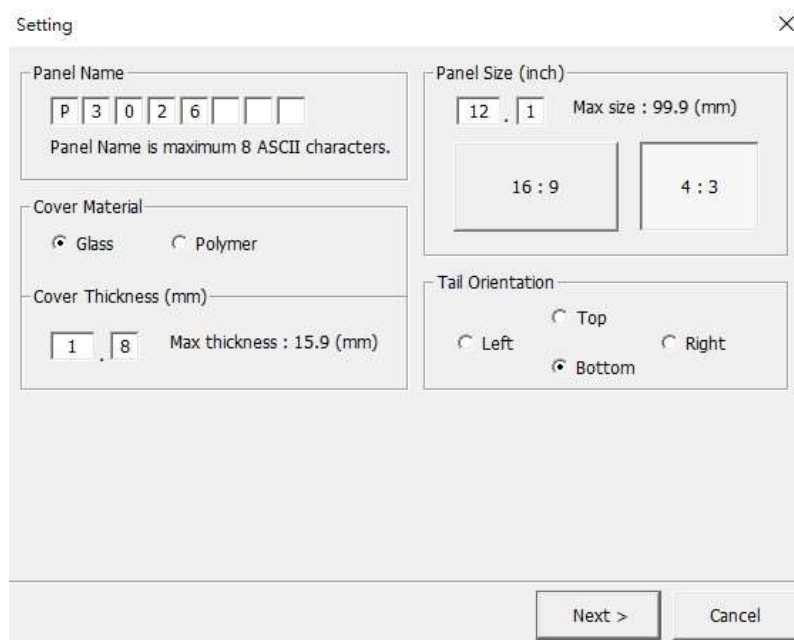 Setting
Panel Name
P 3 0 2 6
Panel Name is maximum 8 ASCII characters.
Cover Material
Glass Polymer
Cover Thickness (mm)
1 . 8 Max thickness : 15.9 (mm)
Panel Size (inch)
12 . 1 Max size : 99.9 (mm)
16 : 9 4 : 3
Tail Orientation
Top
Left Right
Bottom
Next > Cancel